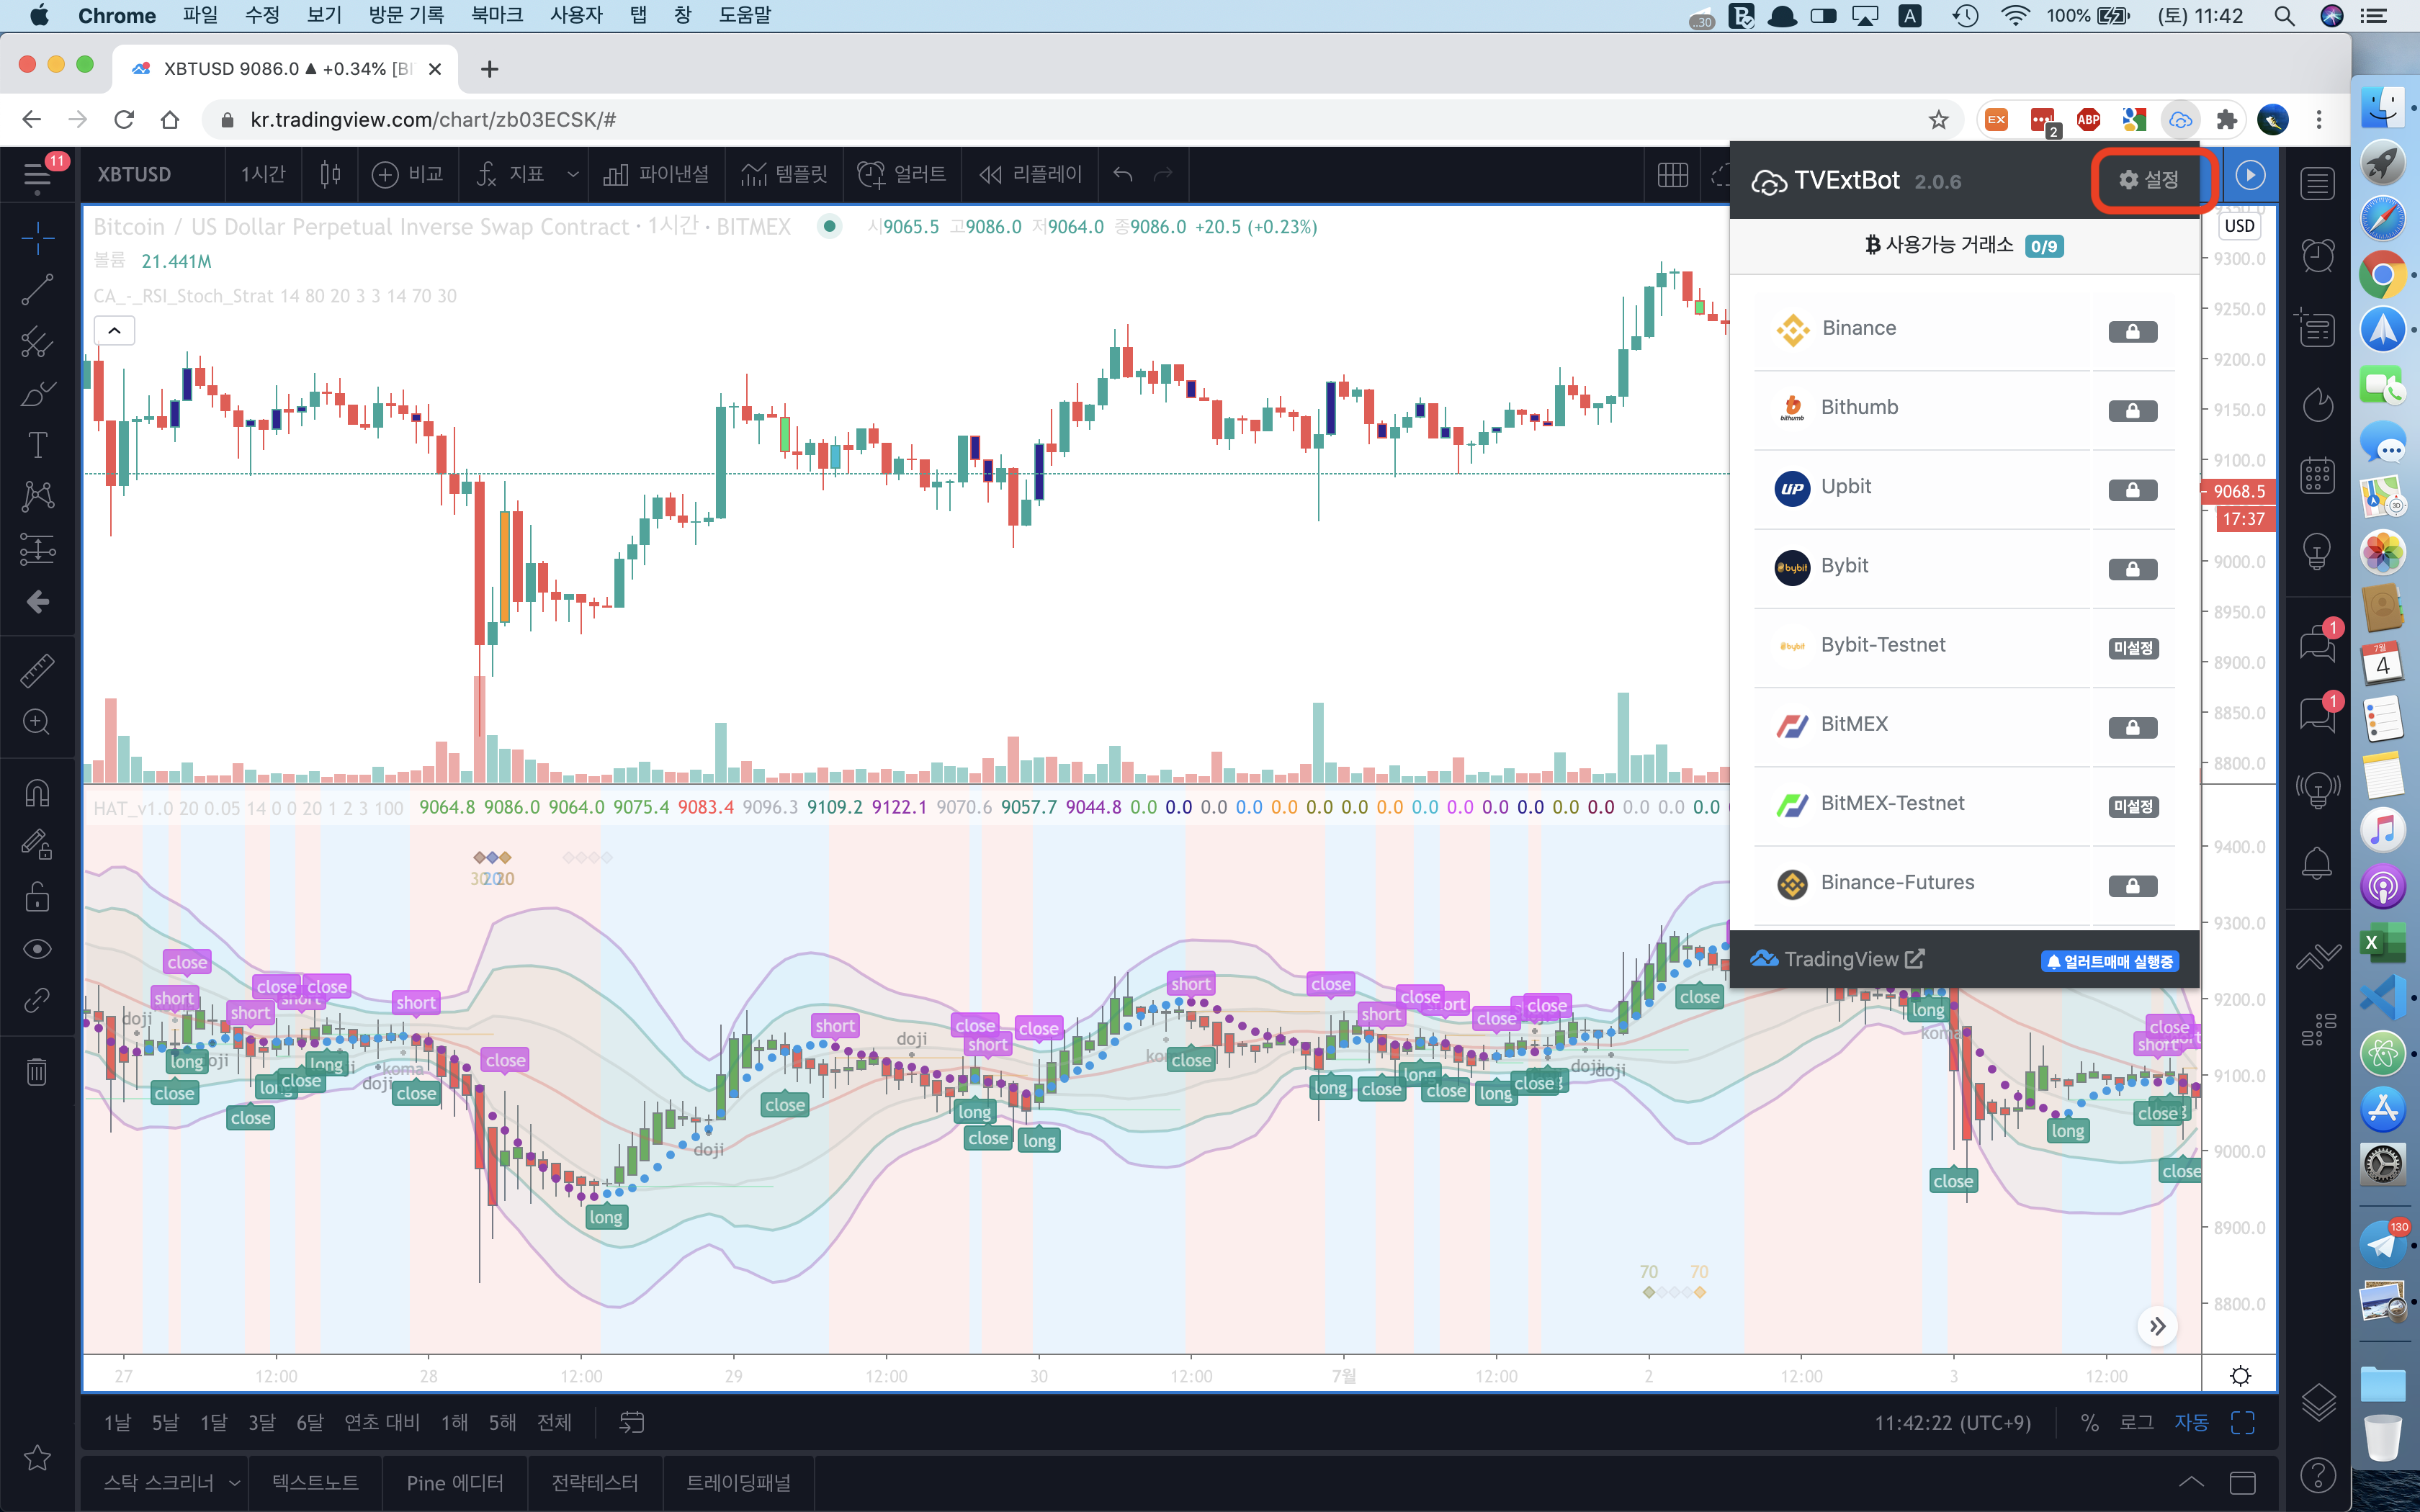 Chrome 파일 수정 보기 방문 기록 북마크 사용자 탭 창 도움말
..30 A 100% (토) 11:42
XBTUSD 9086.0 ▲ +0.34% [BI
kr.tradingview.com/chart/zb03ECSK/#
EX 2 ABP
11 XBTUSD 1시간 비교 지표 파이낸셜 템플릿 얼러트 리플레이
Bitcoin / US Dollar Perpetual Inverse Swap Contract · 1시간 · BITMEX 시9065.5 고9086.0 저9064.0 종9086.0 +20.5 (+0.23%)
볼륨 21.441M
CA_-_RSI_Stoch_Strat 14 80 20 3 3 14 70 30
TVExtBot 2.0.6 설정
사용가능 거래소 0/9
Binance
bithumb Bithumb
UP Upbit
bybit Bybit
bybit Bybit-Testnet 미설정
BitMEX
BitMEX-Testnet 미설정
Binance-Futures
TradingView 얼러트매매 실행중
USD
9300.0
9250.0
9200.0
9150.0
9100.0
9068.5
17:37
9000.0
8950.0
8900.0
8850.0
8800.0
HAT_v1.0 20 0.05 14 0 0 20 1 2 3 100 9064.8 9086.0 9064.0 9075.4 9083.4 9096.3 9109.2 9122.1 9070.6 9057.7 9044.8 0.0 0.0 0.0 0.0 0.0 0.0 0.0 0.0 0.0 0.0 0.0 0.0 0.0 0.0 0.0 0.0 0.0
9400.0
9300.0
9200.0
9100.0
9000.0
8900.0
8800.0
close
short
doji
close
short
close
short
long
close
close
long
close
koma
doji
short
close
close
long
doji
close
short
doji
close
short
long
close
close
long
short
close
close
long
short
close
close
long
close
close
long
close
close
doji
doji
close
long
koma
close
long
close
short
close
close
70 70
27 12:00 28 12:00 29 12:00 30 12:00 7월 12:00 2 12:00 3 12:00
1날 5날 1달 3달 6달 연초 대비 1해 5해 전체
11:42:22 (UTC+9) % 로그 자동
스탁 스크리너 텍스트노트 Pine 에디터 전략테스터 트레이딩패널
1
1
7월
4
130